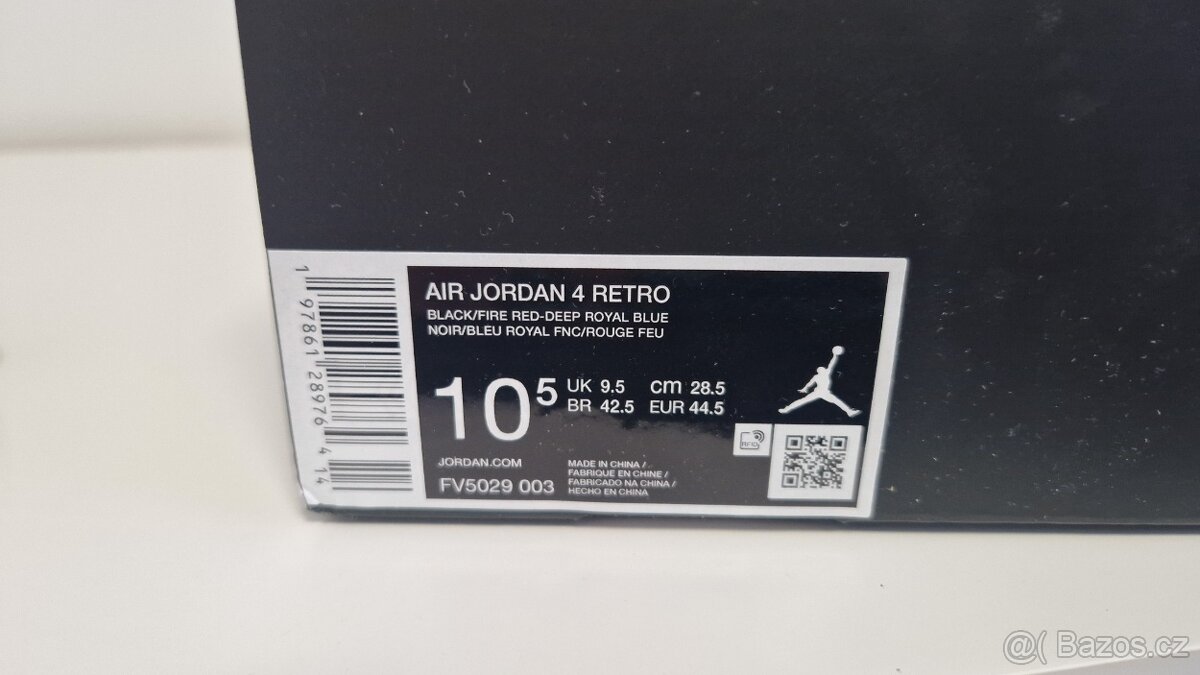 1 97861 28976 4 14
AIR JORDAN 4 RETRO
BLACK/FIRE RED-DEEP ROYAL BLUE
NOIR/BLEU ROYAL FNC/ROUGE FEU
10⁵
UK 9.5 cm 28.5
BR 42.5 EUR 44.5
RFID
JORDAN.COM
FV5029 003
MADE IN CHINA /
FABRIQUE EN CHINE /
FABRICADO NA CHINA /
HECHO EN CHINA
@( Bazos.cz